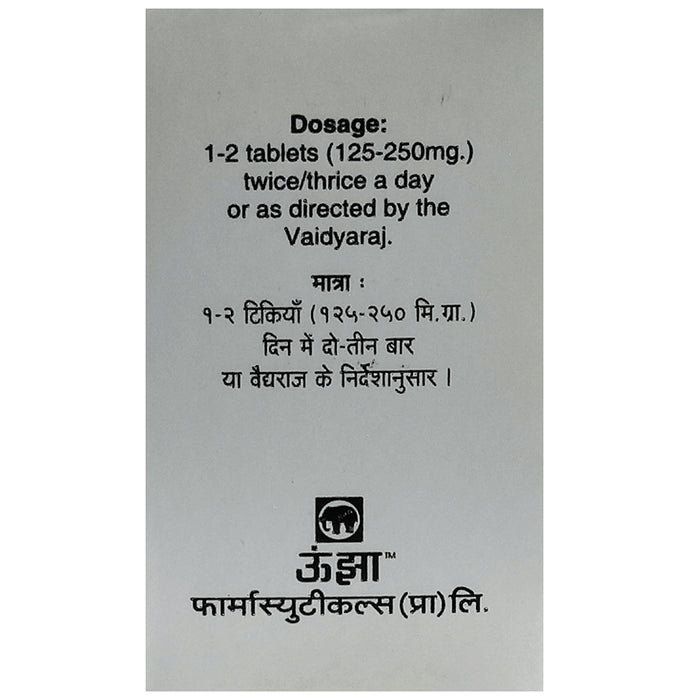 Dosage:
1-2 tablets (125-250mg.)
twice/thrice a day
or as directed by the
Vaidyaraj.
मात्रा :
१-२ टिकियाँ (१२५-२५० मि.ग्रा.)
दिन में दो-तीन बार
या वैद्यराज के निर्देशानुसार ।
ऊंझा™
फार्मास्युटीकल्स (प्रा) लि.